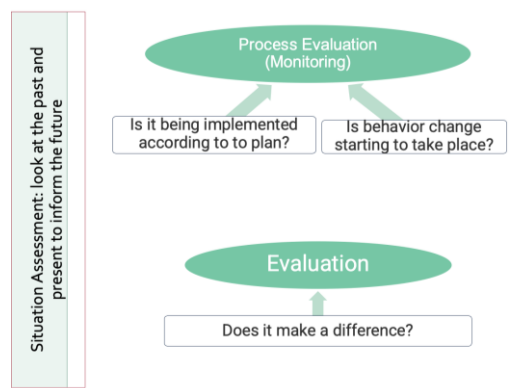 Situation Assessment: look at the past and
present to inform the future
Process Evaluation
(Monitoring)
Is it being implemented
according to to plan?
Is behavior change
starting to take place?
Evaluation
Does it make a difference?